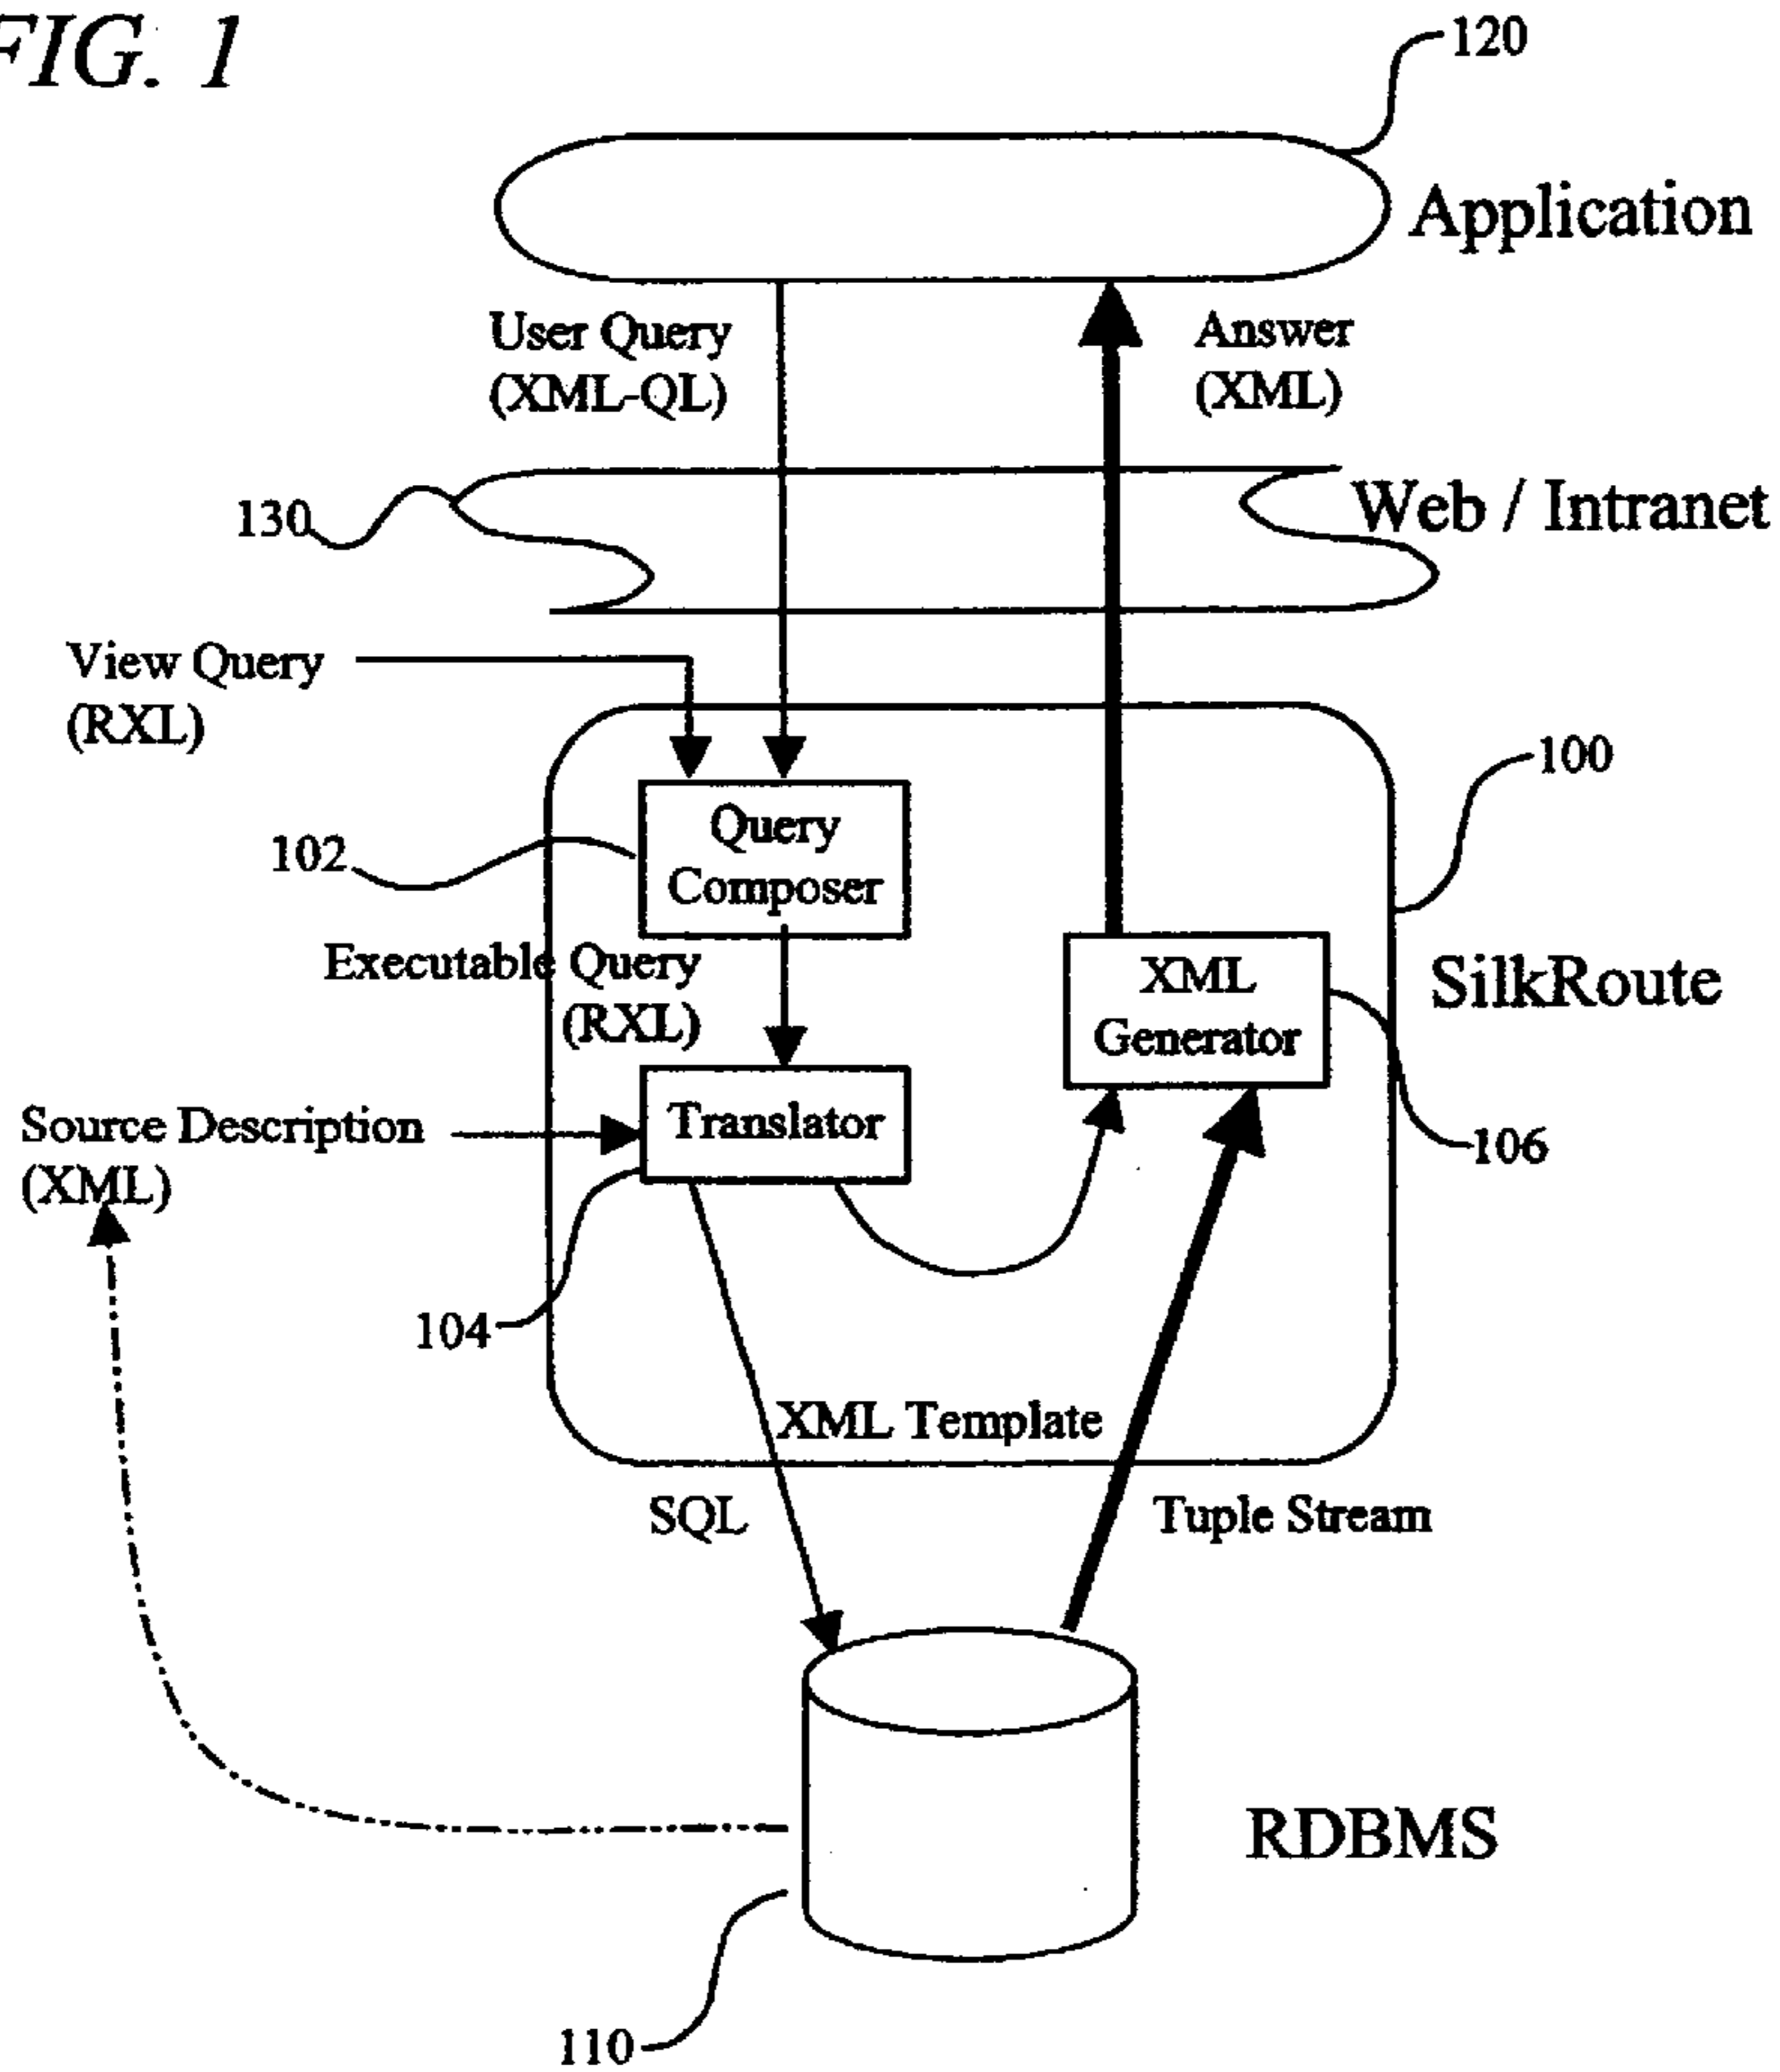 FIG. 1
120
Application
User Query
(XML-QL)
Answer
(XML)
130
Web / Intranet
View Query
(RXL)
100
102
Query
Composer
Executable Query
(RXL)
XML
Generator
SilkRoute
Source Description
(XML)
Translator
106
104
XML Template
SQL
Tuple Stream
RDBMS
110